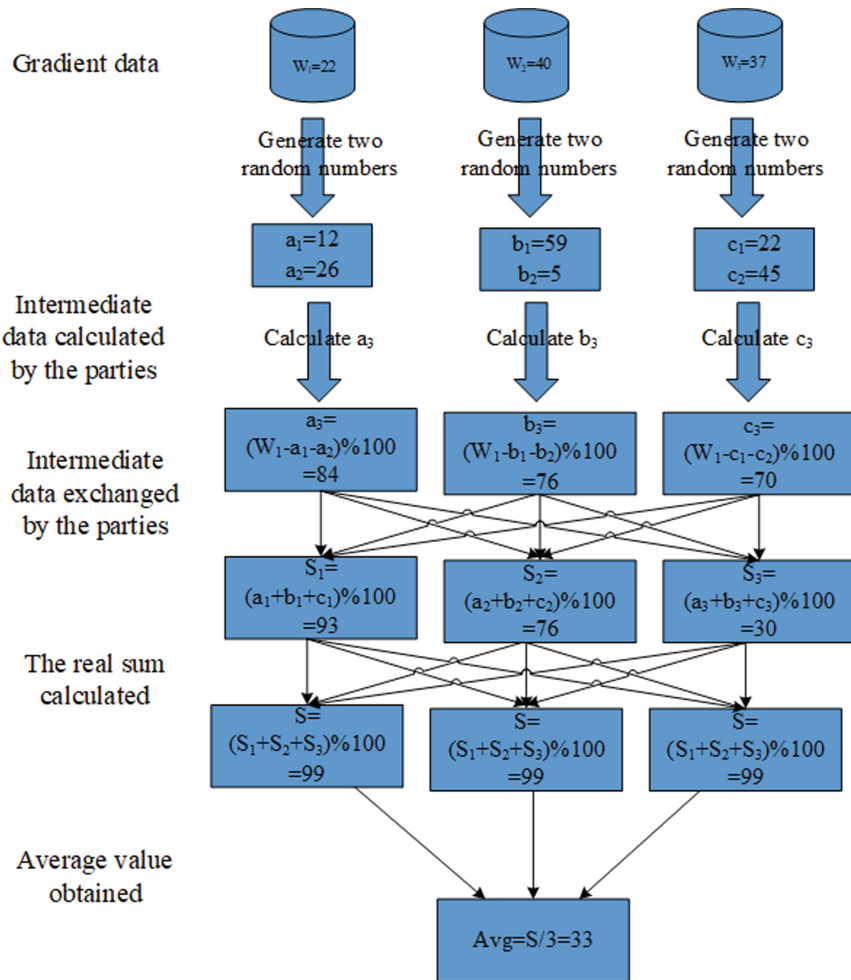 Gradient data
W₁=22
W₂=40
W₃=37
Generate two
random numbers
Generate two
random numbers
Generate two
random numbers
a₁=12
a₂=26
b₁=59
b₂=5
c₁=22
c₂=45
Intermediate
data calculated
by the parties
Calculate a₃
Calculate b₃
Calculate c₃
a₃=
(W₁-a₁-a₂)%100
=84
b₃=
(W₁-b₁-b₂)%100
=76
c₃=
(W₁-c₁-c₂)%100
=70
Intermediate
data exchanged
by the parties
S₁=
(a₁+b₁+c₁)%100
=93
S₂=
(a₂+b₂+c₂)%100
=76
S₃=
(a₃+b₃+c₃)%100
=30
The real sum
calculated
S=
(S₁+S₂+S₃)%100
=99
S=
(S₁+S₂+S₃)%100
=99
S=
(S₁+S₂+S₃)%100
=99
Average value
obtained
Avg=S/3=33